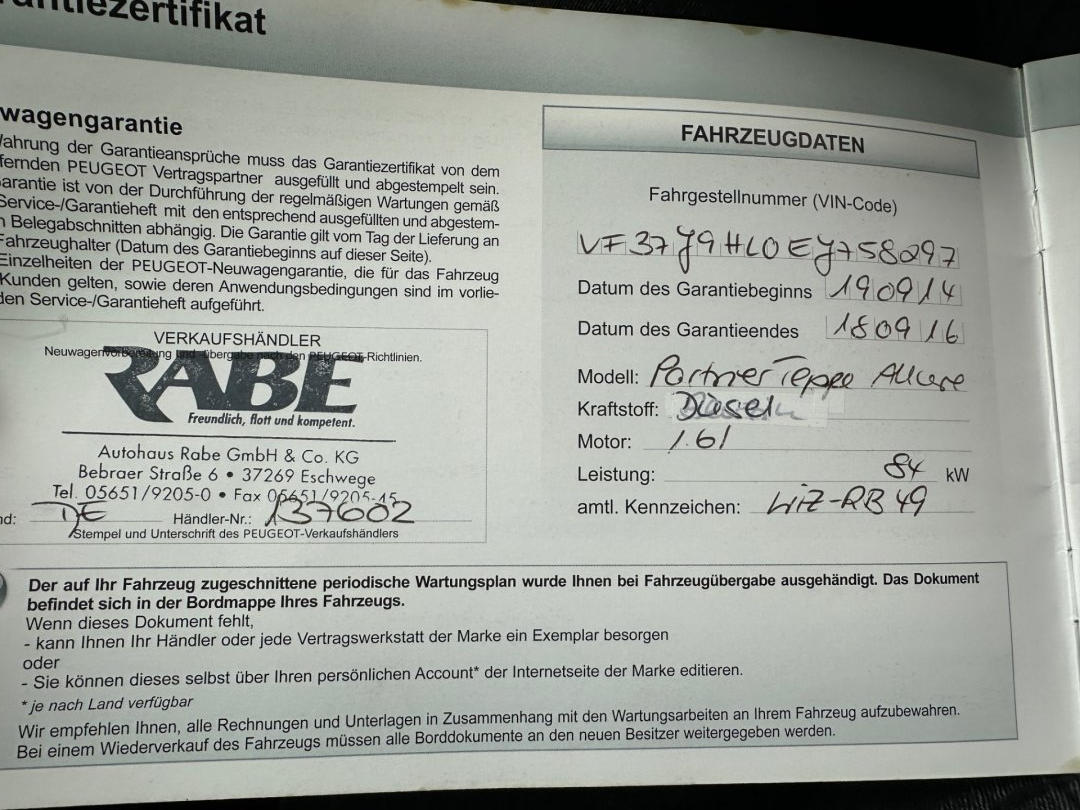 rantiezertifikat
wagengarantie
Wahrung der Garantieansprüche muss das Garantiezertifikat von dem
fernden PEUGEOT Vertragspartner ausgefüllt und abgestempelt sein.
arantie ist von der Durchführung der regelmäßigen Wartungen gemäß
Service-/Garantieheft mit den entsprechend ausgefüllten und abgestem-
n Belegabschnitten abhängig. Die Garantie gilt vom Tag der Lieferung an
Fahrzeughalter (Datum des Garantiebeginns auf dieser Seite).
Einzelheiten der PEUGEOT-Neuwagengarantie, die für das Fahrzeug
Kunden gelten, sowie deren Anwendungsbedingungen sind im vorlie-
den Service-/Garantieheft aufgeführt.
VERKAUFSHÄNDLER
Neuwagenvorbereitung und -übergabe nach den PEUGEOT-Richtlinien.
RABE
Freundlich, flott und kompetent.
Autohaus Rabe GmbH & Co. KG
Bebraer Straße 6 • 37269 Eschwege
Tel. 05651/9205-0 • Fax 05651/9205-45
nd: DE Händler-Nr.: 137602
Stempel und Unterschrift des PEUGEOT-Verkaufshändlers
FAHRZEUGDATEN
Fahrgestellnummer (VIN-Code)
VF37J9HL0EJ758297
Datum des Garantiebeginns 190914
Datum des Garantieendes 180916
Modell: Partner Teppe Allure
Kraftstoff: Diesel
Motor: 1.6l
Leistung: 84 kW
amtl. Kennzeichen: WIZ-RB 49
Der auf Ihr Fahrzeug zugeschnittene periodische Wartungsplan wurde Ihnen bei Fahrzeugübergabe ausgehändigt. Das Dokument
befindet sich in der Bordmappe Ihres Fahrzeugs.
Wenn dieses Dokument fehlt,
- kann Ihnen Ihr Händler oder jede Vertragswerkstatt der Marke ein Exemplar besorgen
oder
- Sie können dieses selbst über Ihren persönlichen Account* der Internetseite der Marke editieren.
* je nach Land verfügbar
Wir empfehlen Ihnen, alle Rechnungen und Unterlagen in Zusammenhang mit den Wartungsarbeiten an Ihrem Fahrzeug aufzubewahren.
Bei einem Wiederverkauf des Fahrzeugs müssen alle Borddokumente an den neuen Besitzer weitergegeben werden.